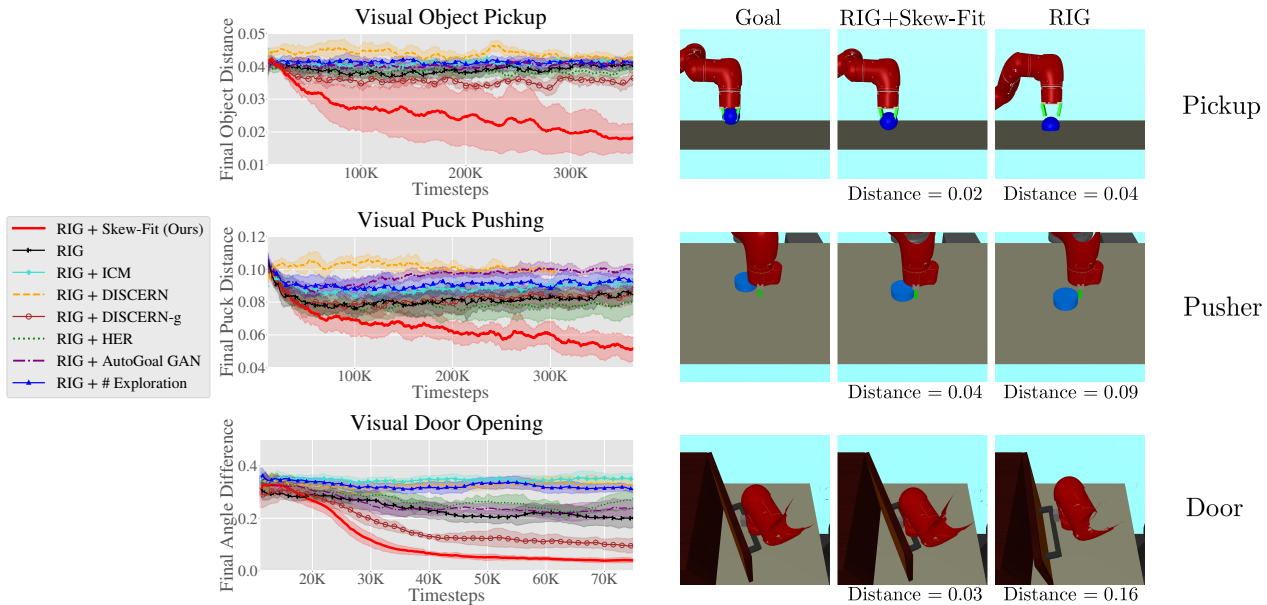 Visual Object Pickup
Final Object Distance
0.05
0.04
0.03
0.02
0.01
100K
200K
300K
Timesteps
Goal
RIG+Skew-Fit
RIG
Distance = 0.02
Distance = 0.04
Pickup
RIG + Skew-Fit (Ours)
RIG
RIG + ICM
RIG + DISCERN
RIG + DISCERN-g
RIG + HER
RIG + AutoGoal GAN
RIG + # Exploration
Visual Puck Pushing
Final Puck Distance
0.12
0.10
0.08
0.06
0.04
100K
200K
300K
Timesteps
Distance = 0.04
Distance = 0.09
Pusher
Visual Door Opening
Final Angle Difference
0.4
0.2
0.0
20K
30K
40K
50K
60K
70K
Timesteps
Distance = 0.03
Distance = 0.16
Door